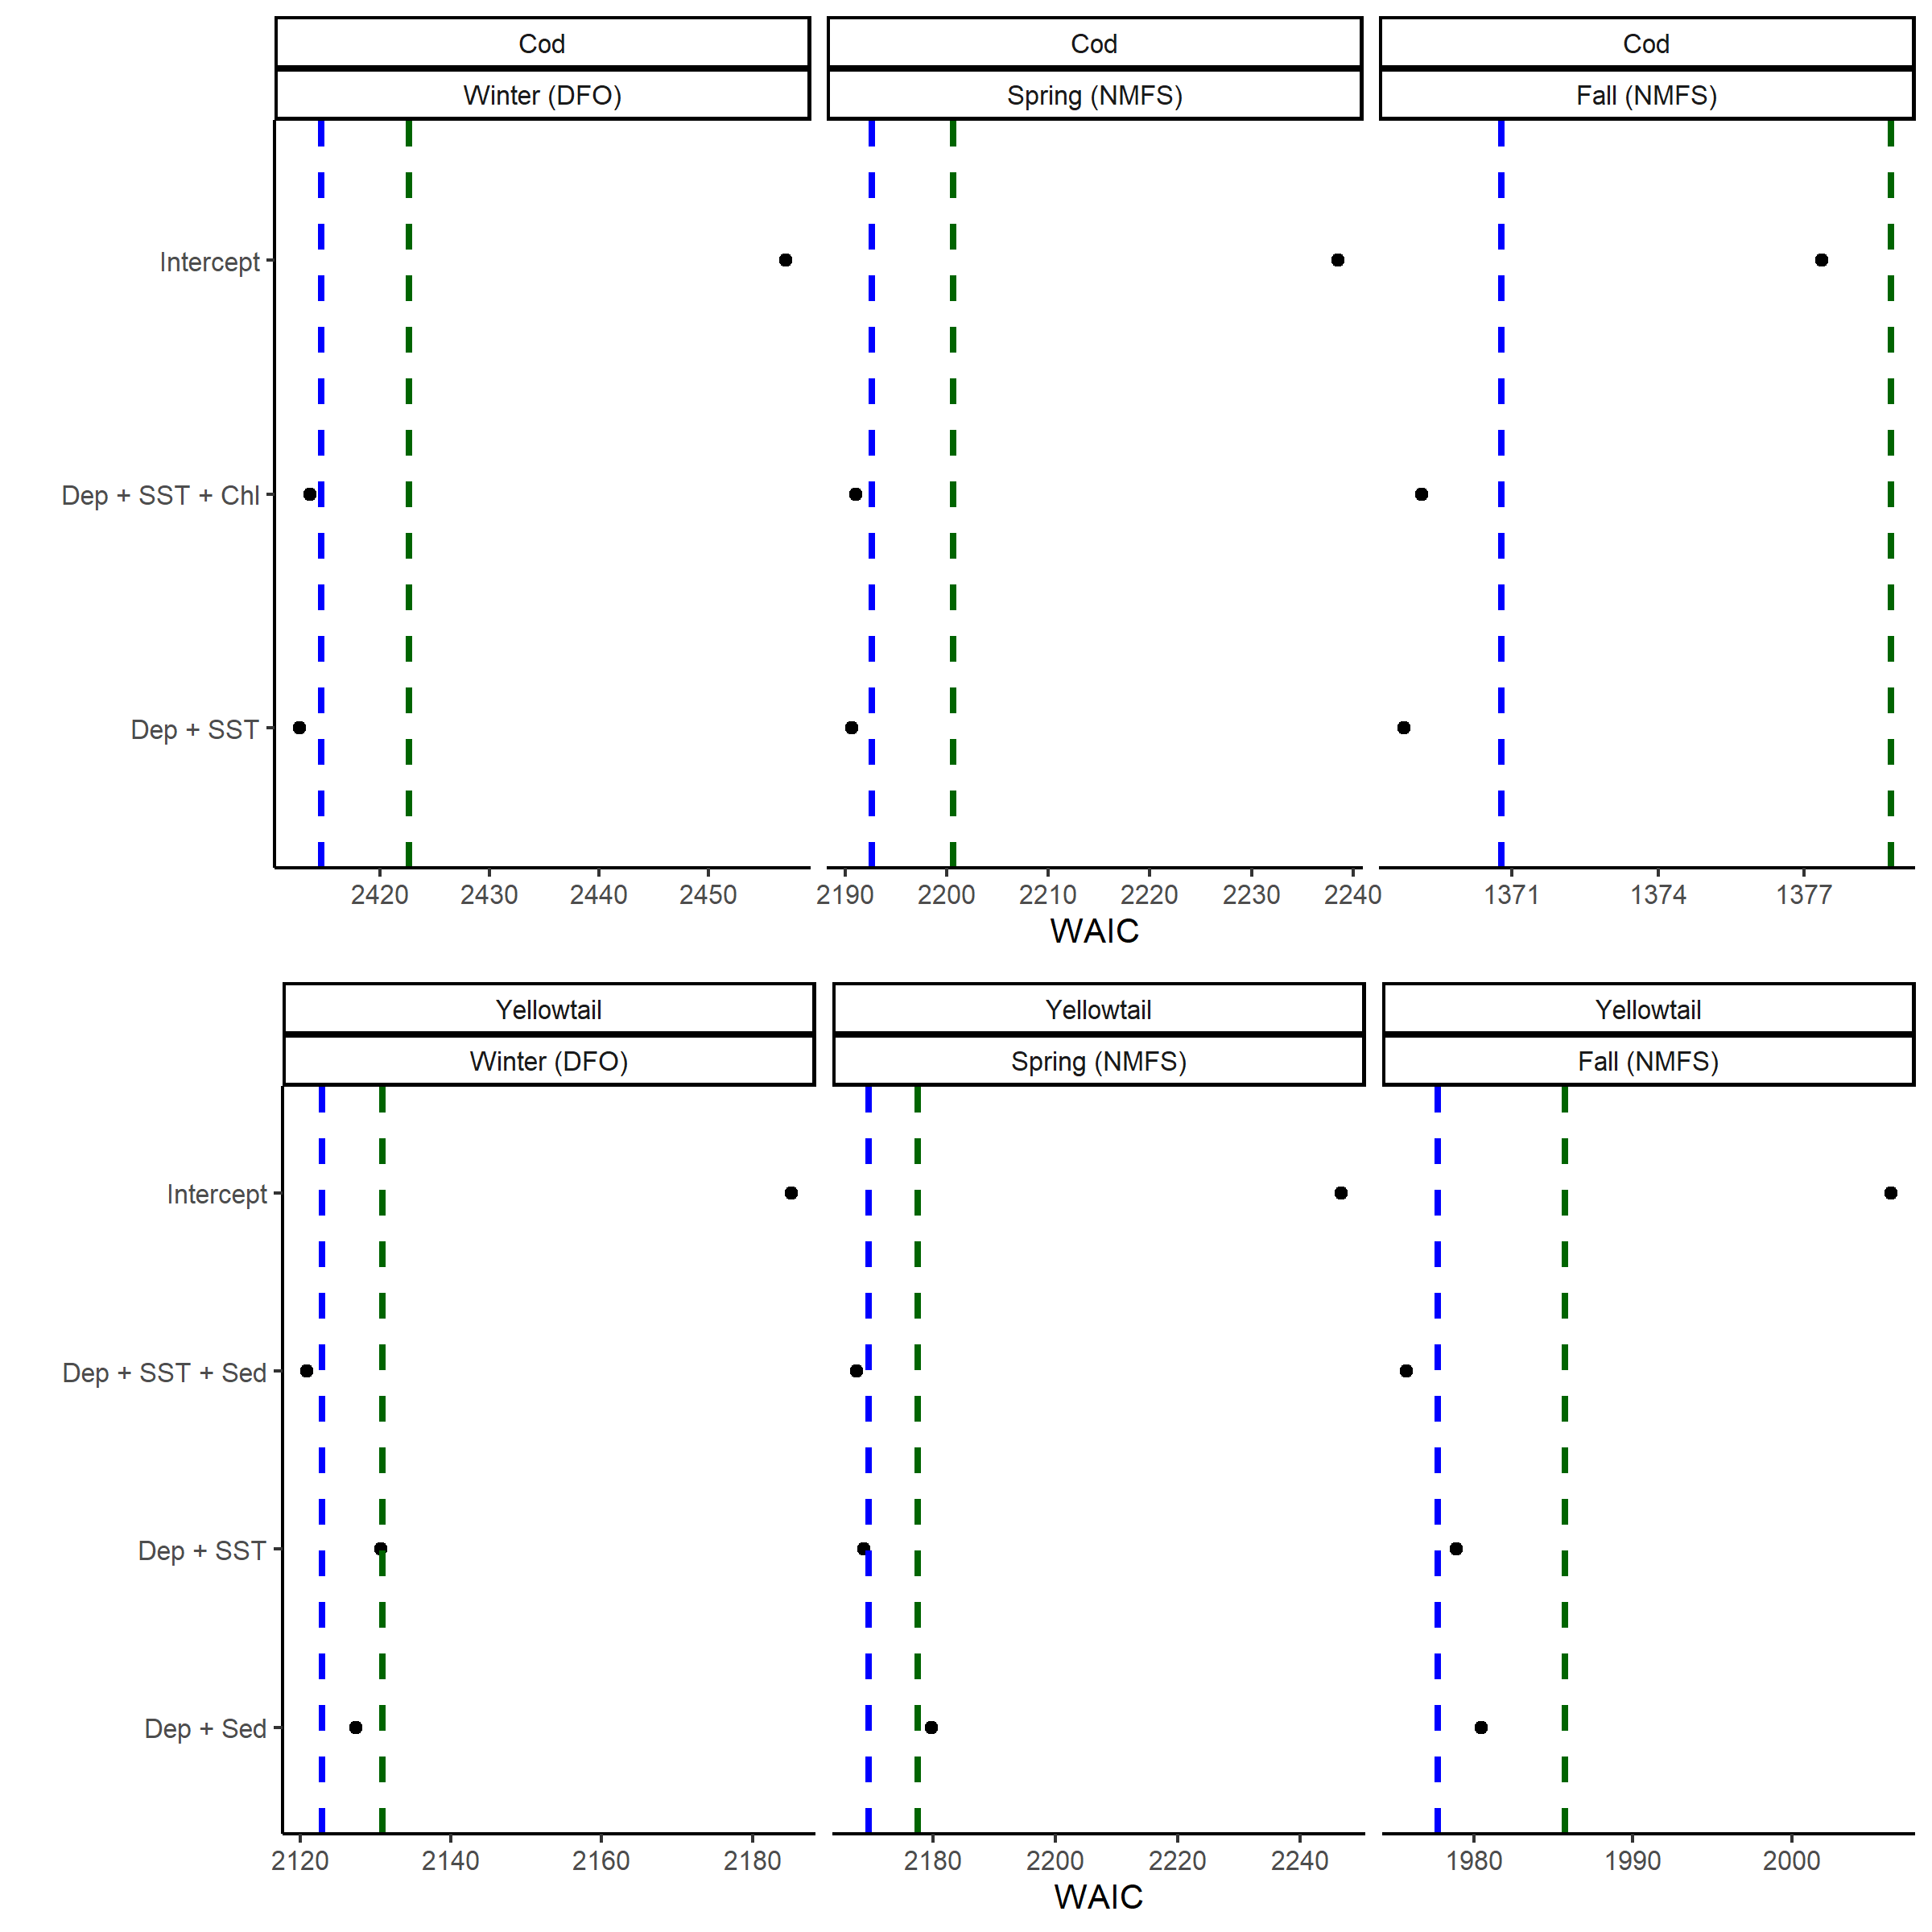 Cod Cod Cod
Winter (DFO) Spring (NMFS) Fall (NMFS)
Intercept
Dep + SST + Chl
Dep + SST
2420 2430 2440 2450 2190 2200 2210 2220 2230 2240 1371 1374 1377
WAIC
Yellowtail Yellowtail Yellowtail
Winter (DFO) Spring (NMFS) Fall (NMFS)
Intercept
Dep + SST + Sed
Dep + SST
Dep + Sed
2120 2140 2160 2180 2180 2200 2220 2240 1980 1990 2000
WAIC